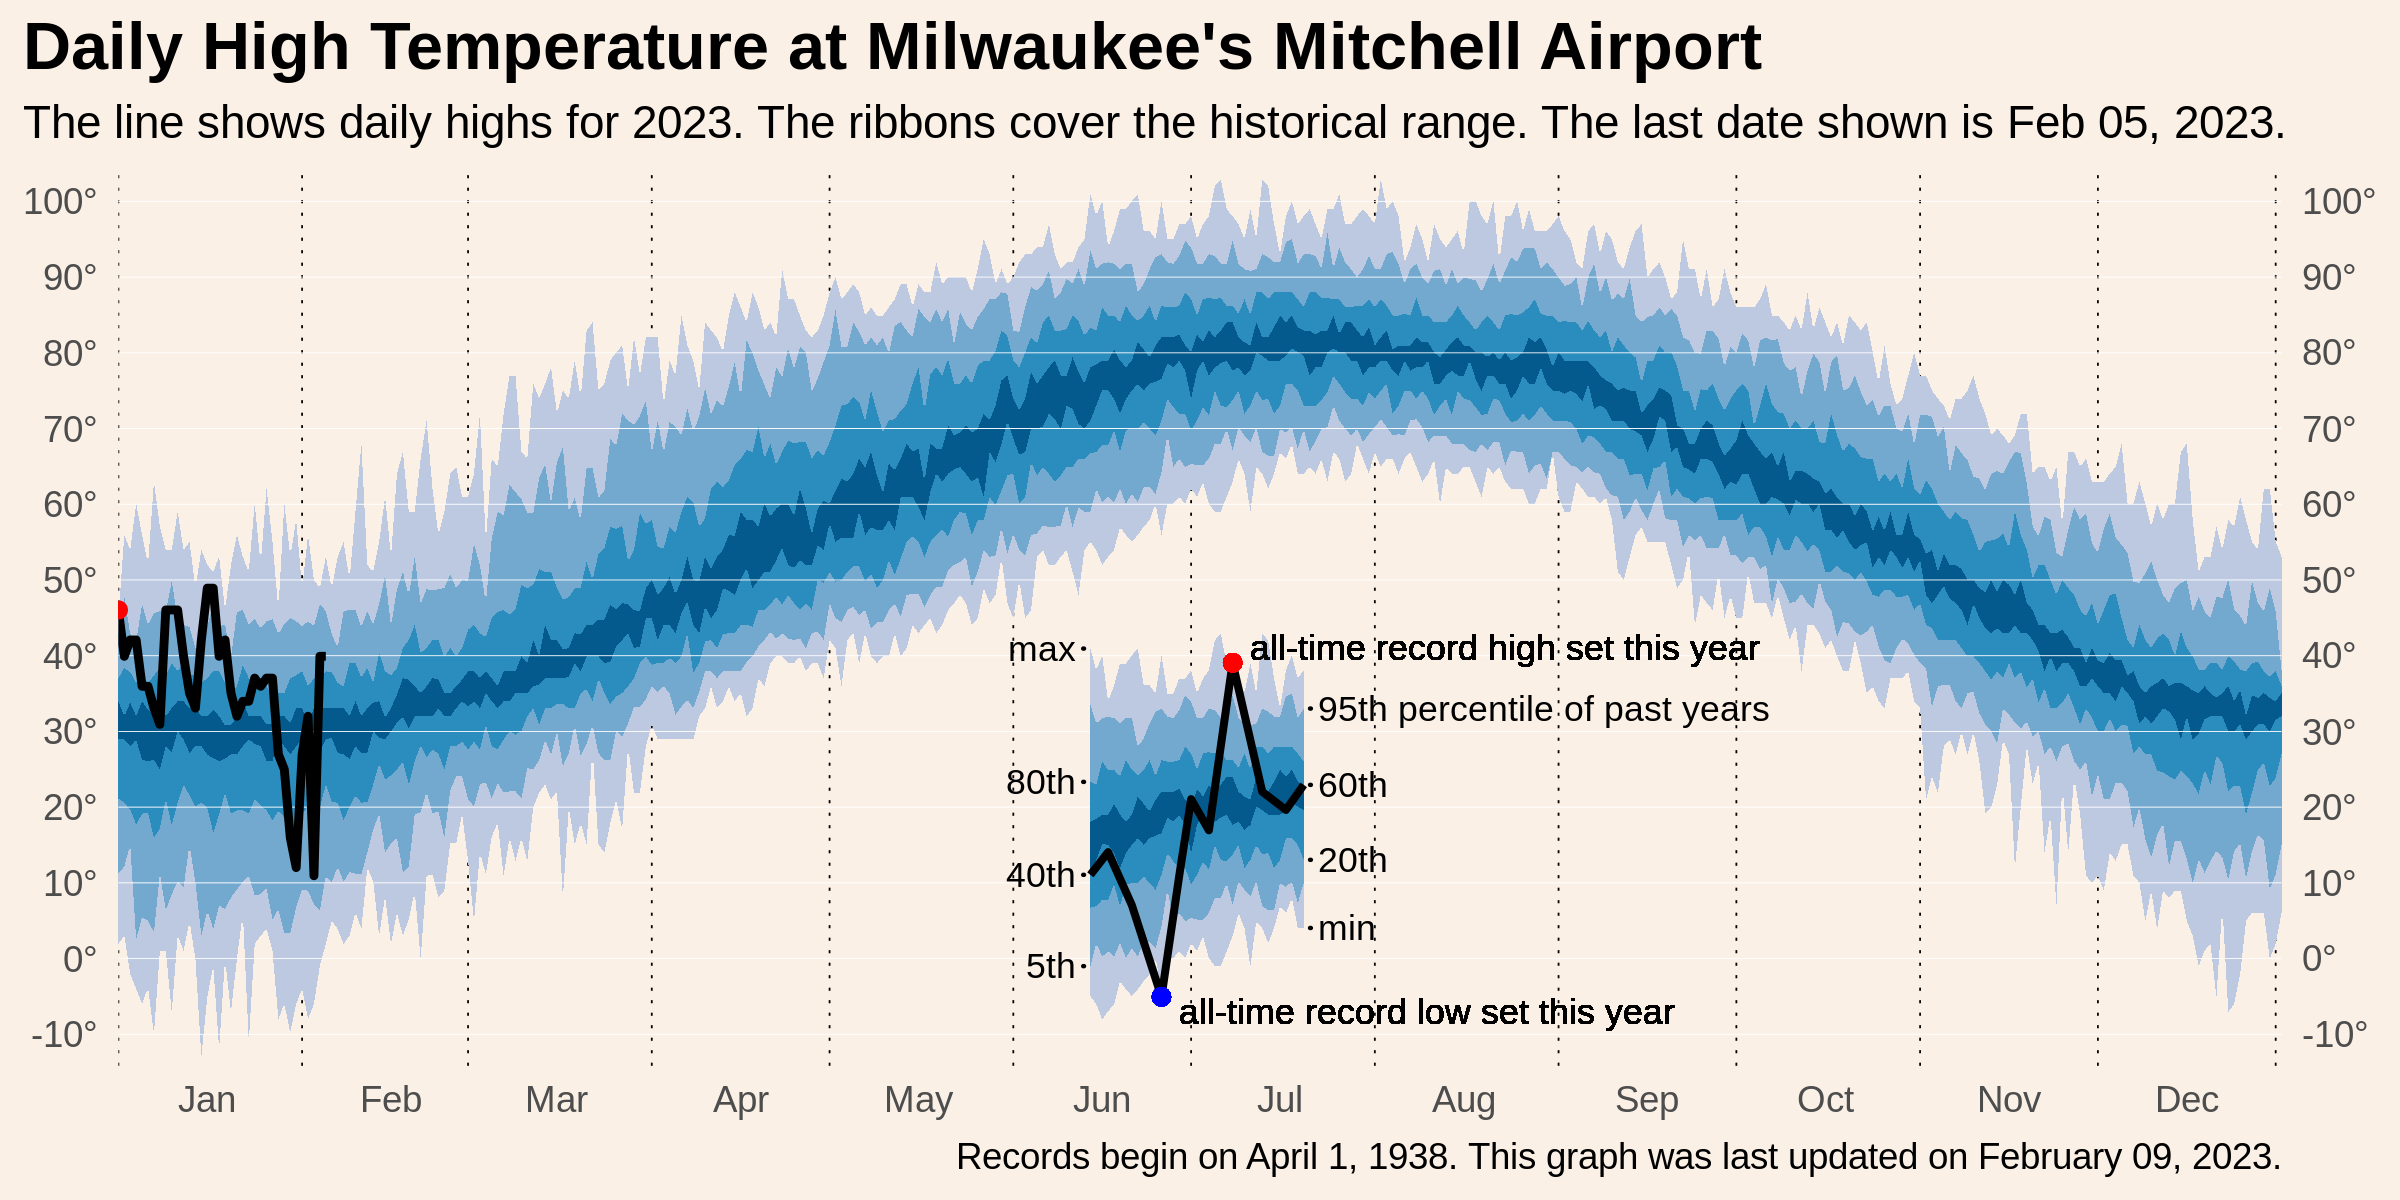 Daily High Temperature at Milwaukee's Mitchell Airport
The line shows daily highs for 2023. The ribbons cover the historical range. The last date shown is Feb 05, 2023.
100° 100°
90° 90°
80° 80°
70° 70°
60° 60°
50° 50°
max all-time record high set this year
40° 40°
95th percentile of past years
30° 30°
80th 60th
20° 20°
40th 20th
10° 10°
min
0° 5th 0°
all-time record low set this year
-10° -10°
Jan Feb Mar Apr May Jun Jul Aug Sep Oct Nov Dec
Records begin on April 1, 1938. This graph was last updated on February 09, 2023.